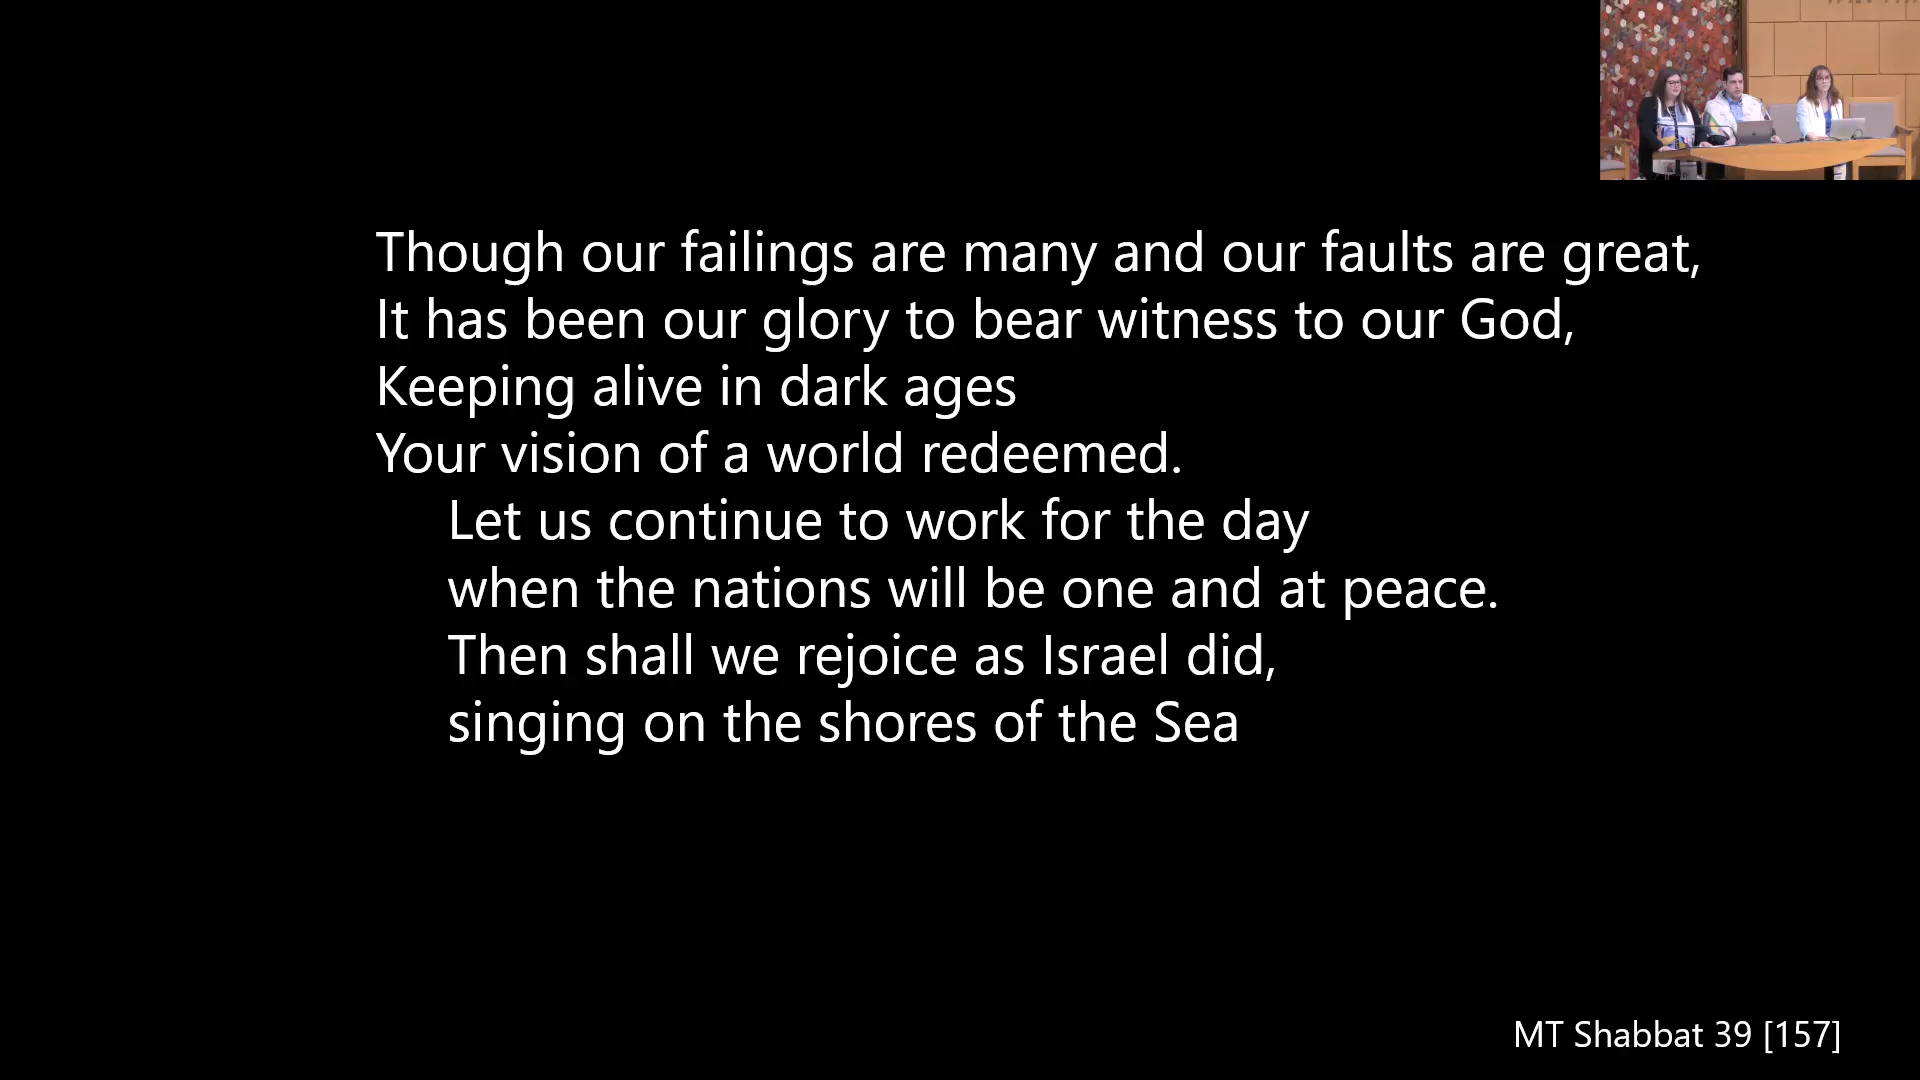 Though our failings are many and our faults are great,
It has been our glory to bear witness to our God,
Keeping alive in dark ages
Your vision of a world redeemed.
Let us continue to work for the day
when the nations will be one and at peace.
Then shall we rejoice as Israel did,
singing on the shores of the Sea
MT Shabbat 39 [157]